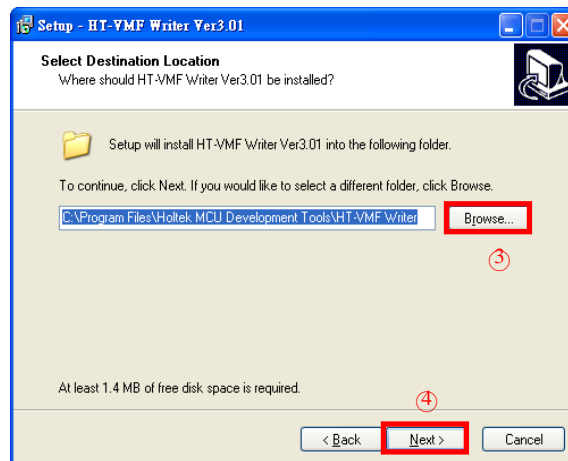 Setup - HT-VMF Writer Ver3.01
Select Destination Location
Where should HT-VMF Writer Ver3.01 be installed?
Setup will install HT-VMF Writer Ver3.01 into the following folder.
To continue, click Next. If you would like to select a different folder, click Browse.
C:\Program Files\Holtek MCU Development Tools\HT-VMF Writer
Browse...
③
At least 1.4 MB of free disk space is required.
④
< Back Next > Cancel